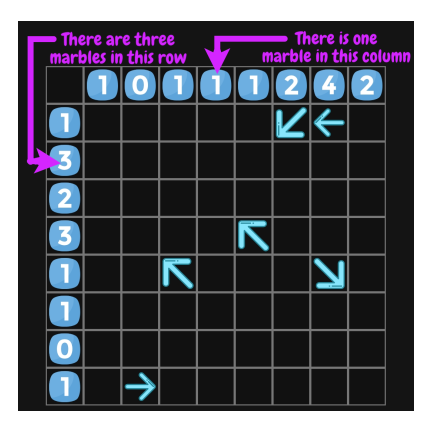 There are three
marbles in this row
There is one
marble in this column
1 0 1 1 1 2 4 2
1
3
2
3
1
1
0
1